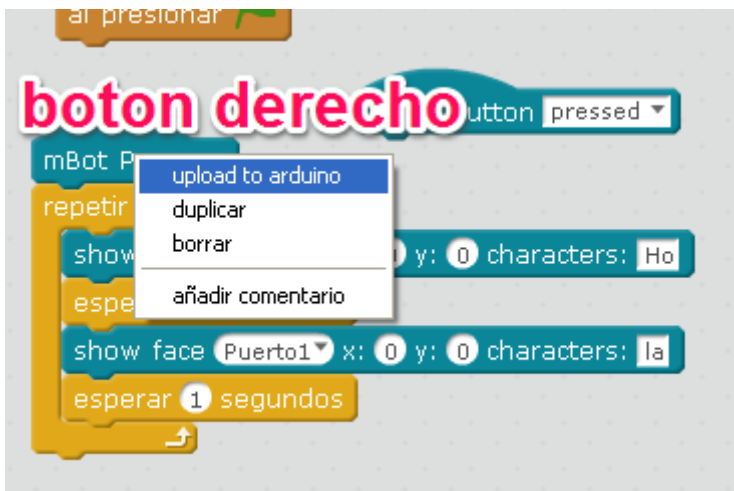 al presionar
boton derecho
utton pressed
mBot P
upload to arduino
repetir
duplicar
show
borrar
y: 0 characters: Ho
espe
añadir comentario
show face Puerto1 x: 0 y: 0 characters: la
esperar 1 segundos